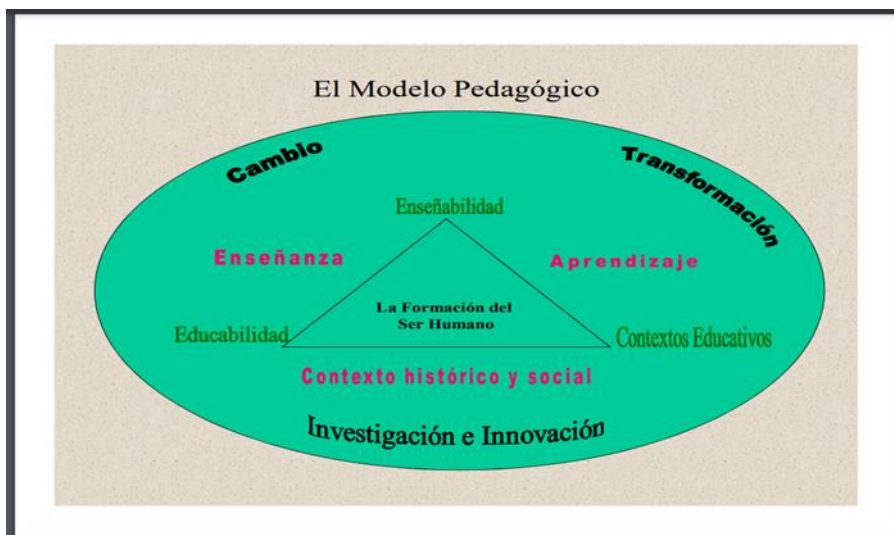 El Modelo Pedagógico
Cambio
Transformación
Enseñabilidad
Enseñanza
Aprendizaje
La Formación del
Ser Humano
Educabilidad
Contextos Educativos
Contexto histórico y social
Investigación e Innovación